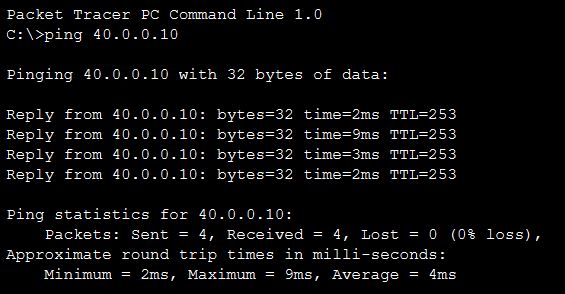 Packet Tracer PC Command Line 1.0
C:\>ping 40.0.0.10
Pinging 40.0.0.10 with 32 bytes of data:
Reply from 40.0.0.10: bytes=32 time=2ms TTL=253
Reply from 40.0.0.10: bytes=32 time=9ms TTL=253
Reply from 40.0.0.10: bytes=32 time=3ms TTL=253
Reply from 40.0.0.10: bytes=32 time=2ms TTL=253
Ping statistics for 40.0.0.10:
Packets: Sent = 4, Received = 4, Lost = 0 (0% loss),
Approximate round trip times in milli-seconds:
Minimum = 2ms, Maximum = 9ms, Average = 4ms